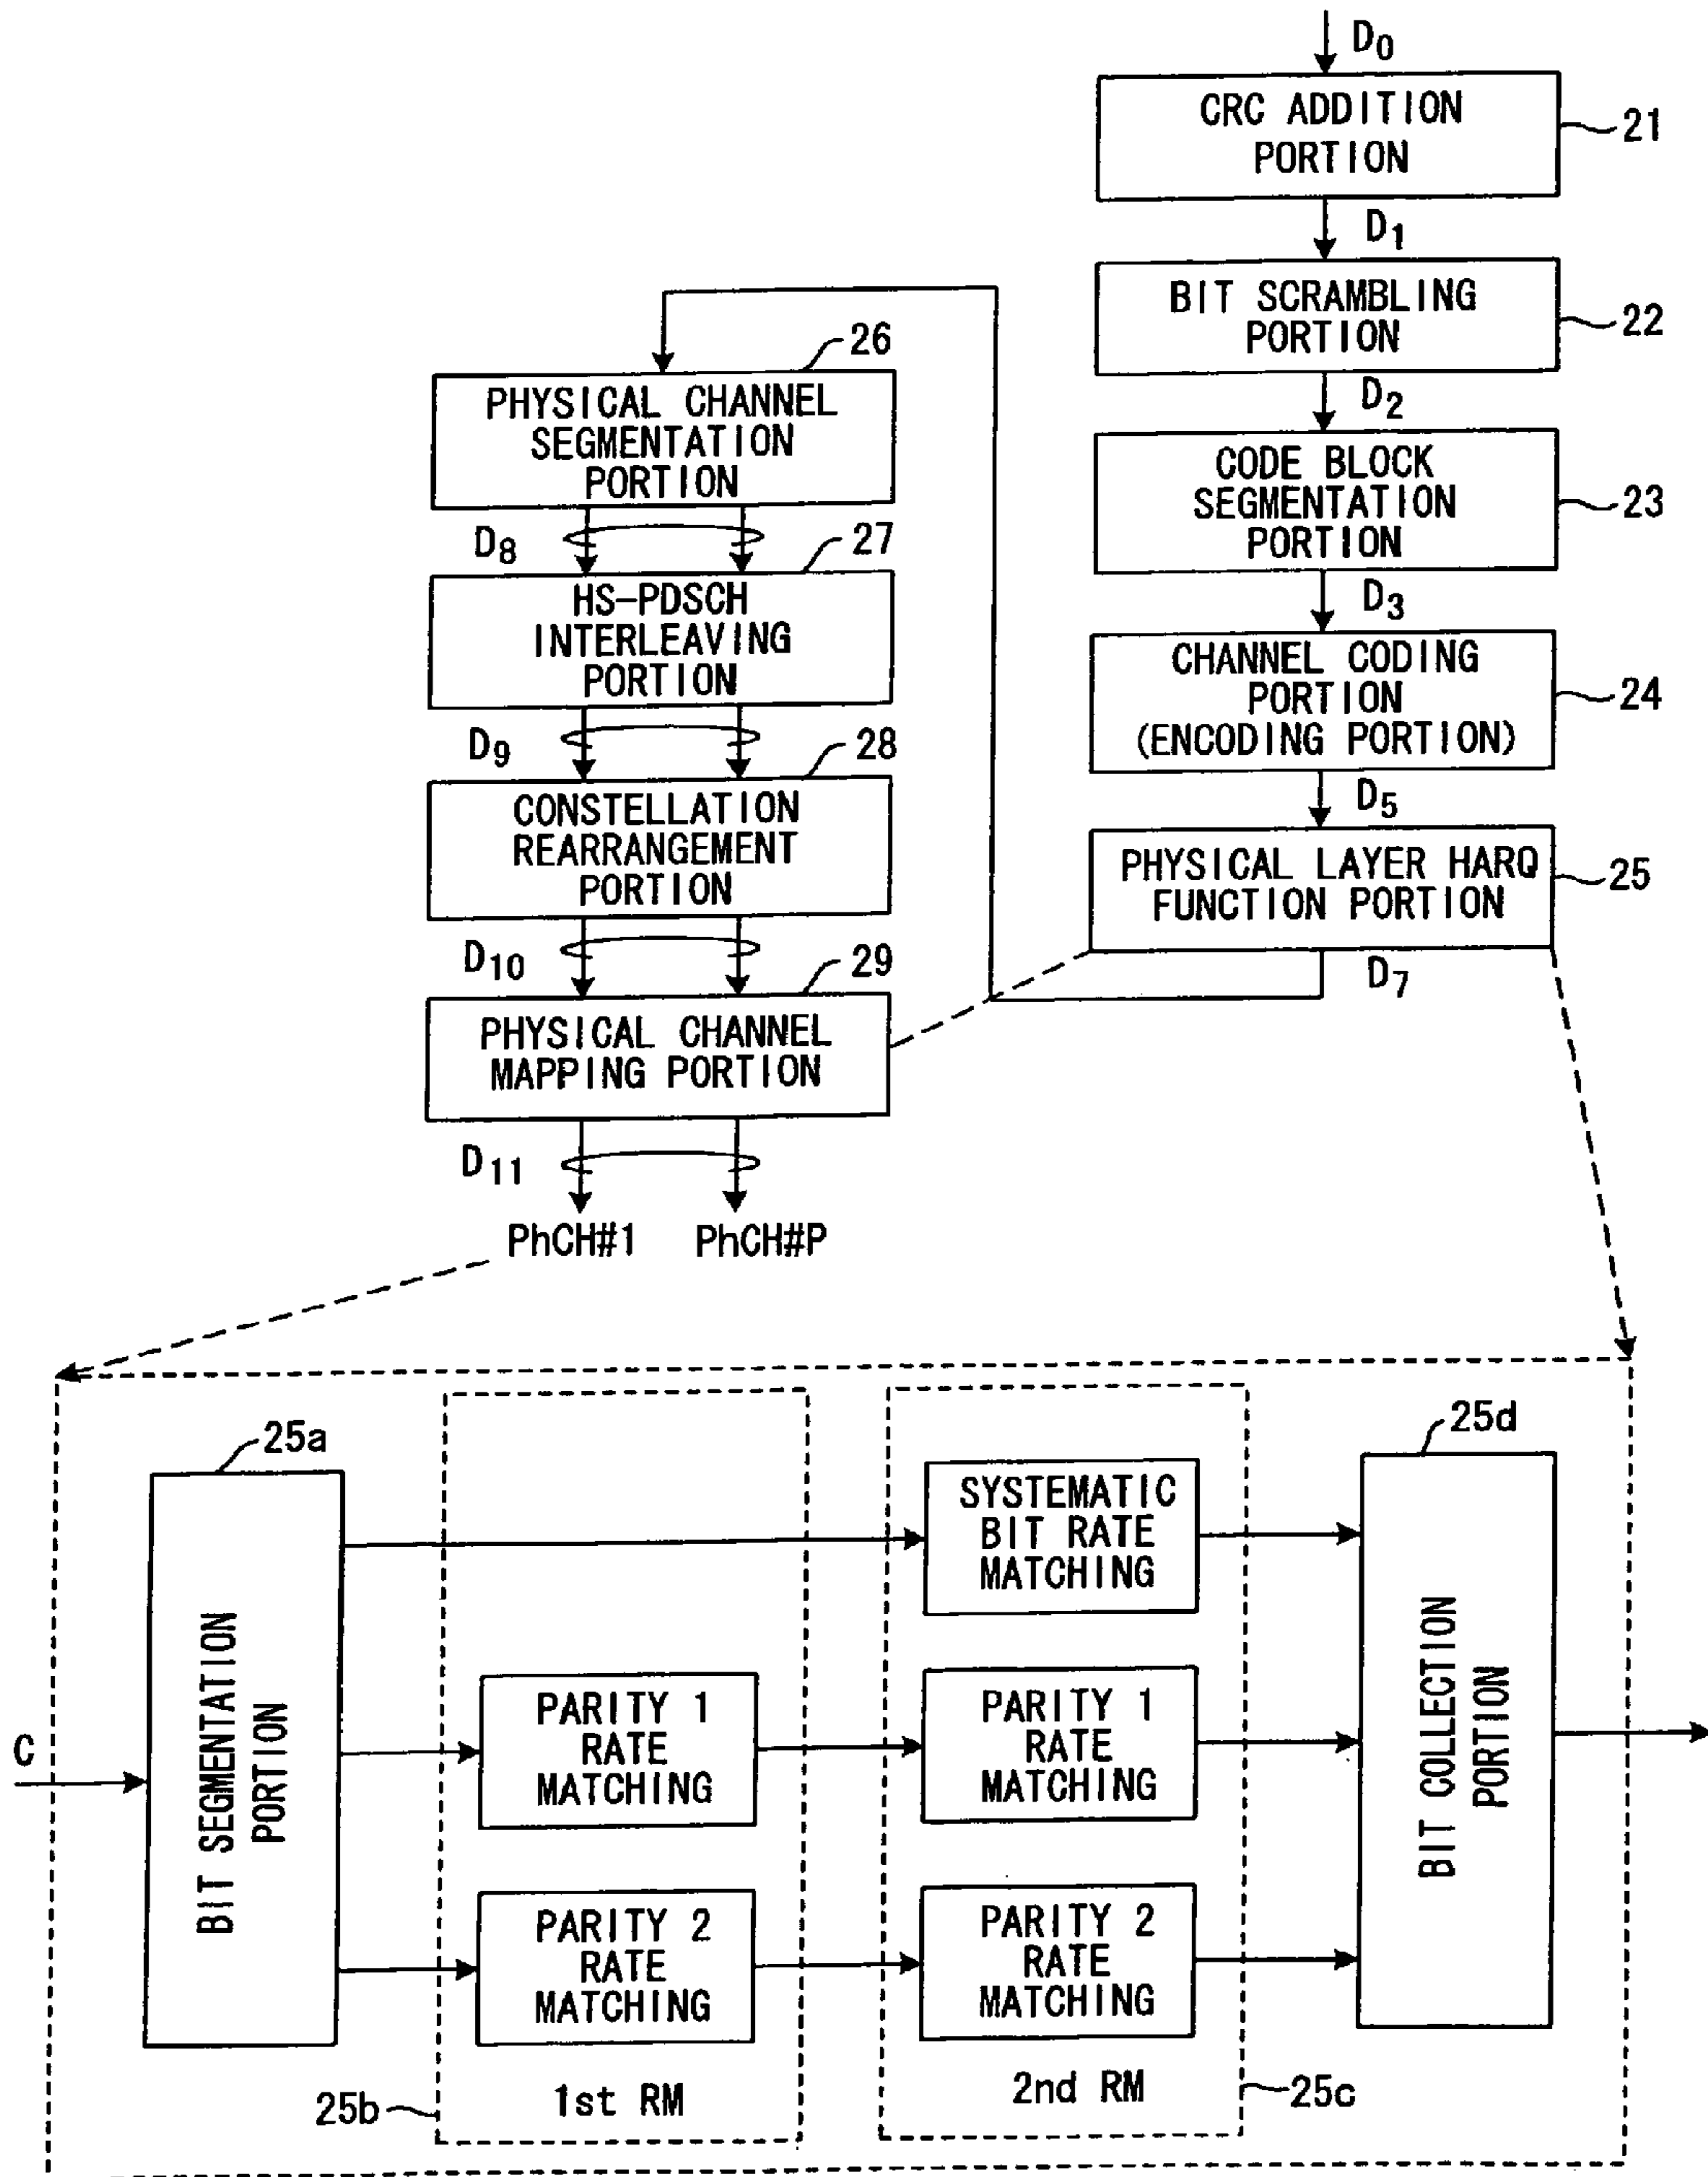 D0
CRC ADDITION
PORTION
21
D1
BIT SCRAMBLING
PORTION
22
D2
CODE BLOCK
SEGMENTATION
PORTION
23
D3
CHANNEL CODING
PORTION
(ENCODING PORTION)
24
D5
PHYSICAL LAYER HARQ
FUNCTION PORTION
25
D7
26
PHYSICAL CHANNEL
SEGMENTATION
PORTION
D8
27
HS-PDSCH
INTERLEAVING
PORTION
D9
28
CONSTELLATION
REARRANGEMENT
PORTION
D10
29
PHYSICAL CHANNEL
MAPPING PORTION
D11
PhCH#1
PhCH#P
C
25a
BIT SEGMENTATION
PORTION
PARITY 1
RATE
MATCHING
PARITY 2
RATE
MATCHING
25b
1st RM
SYSTEMATIC
BIT RATE
MATCHING
PARITY 1
RATE
MATCHING
PARITY 2
RATE
MATCHING
2nd RM
25c
25d
BIT COLLECTION
PORTION